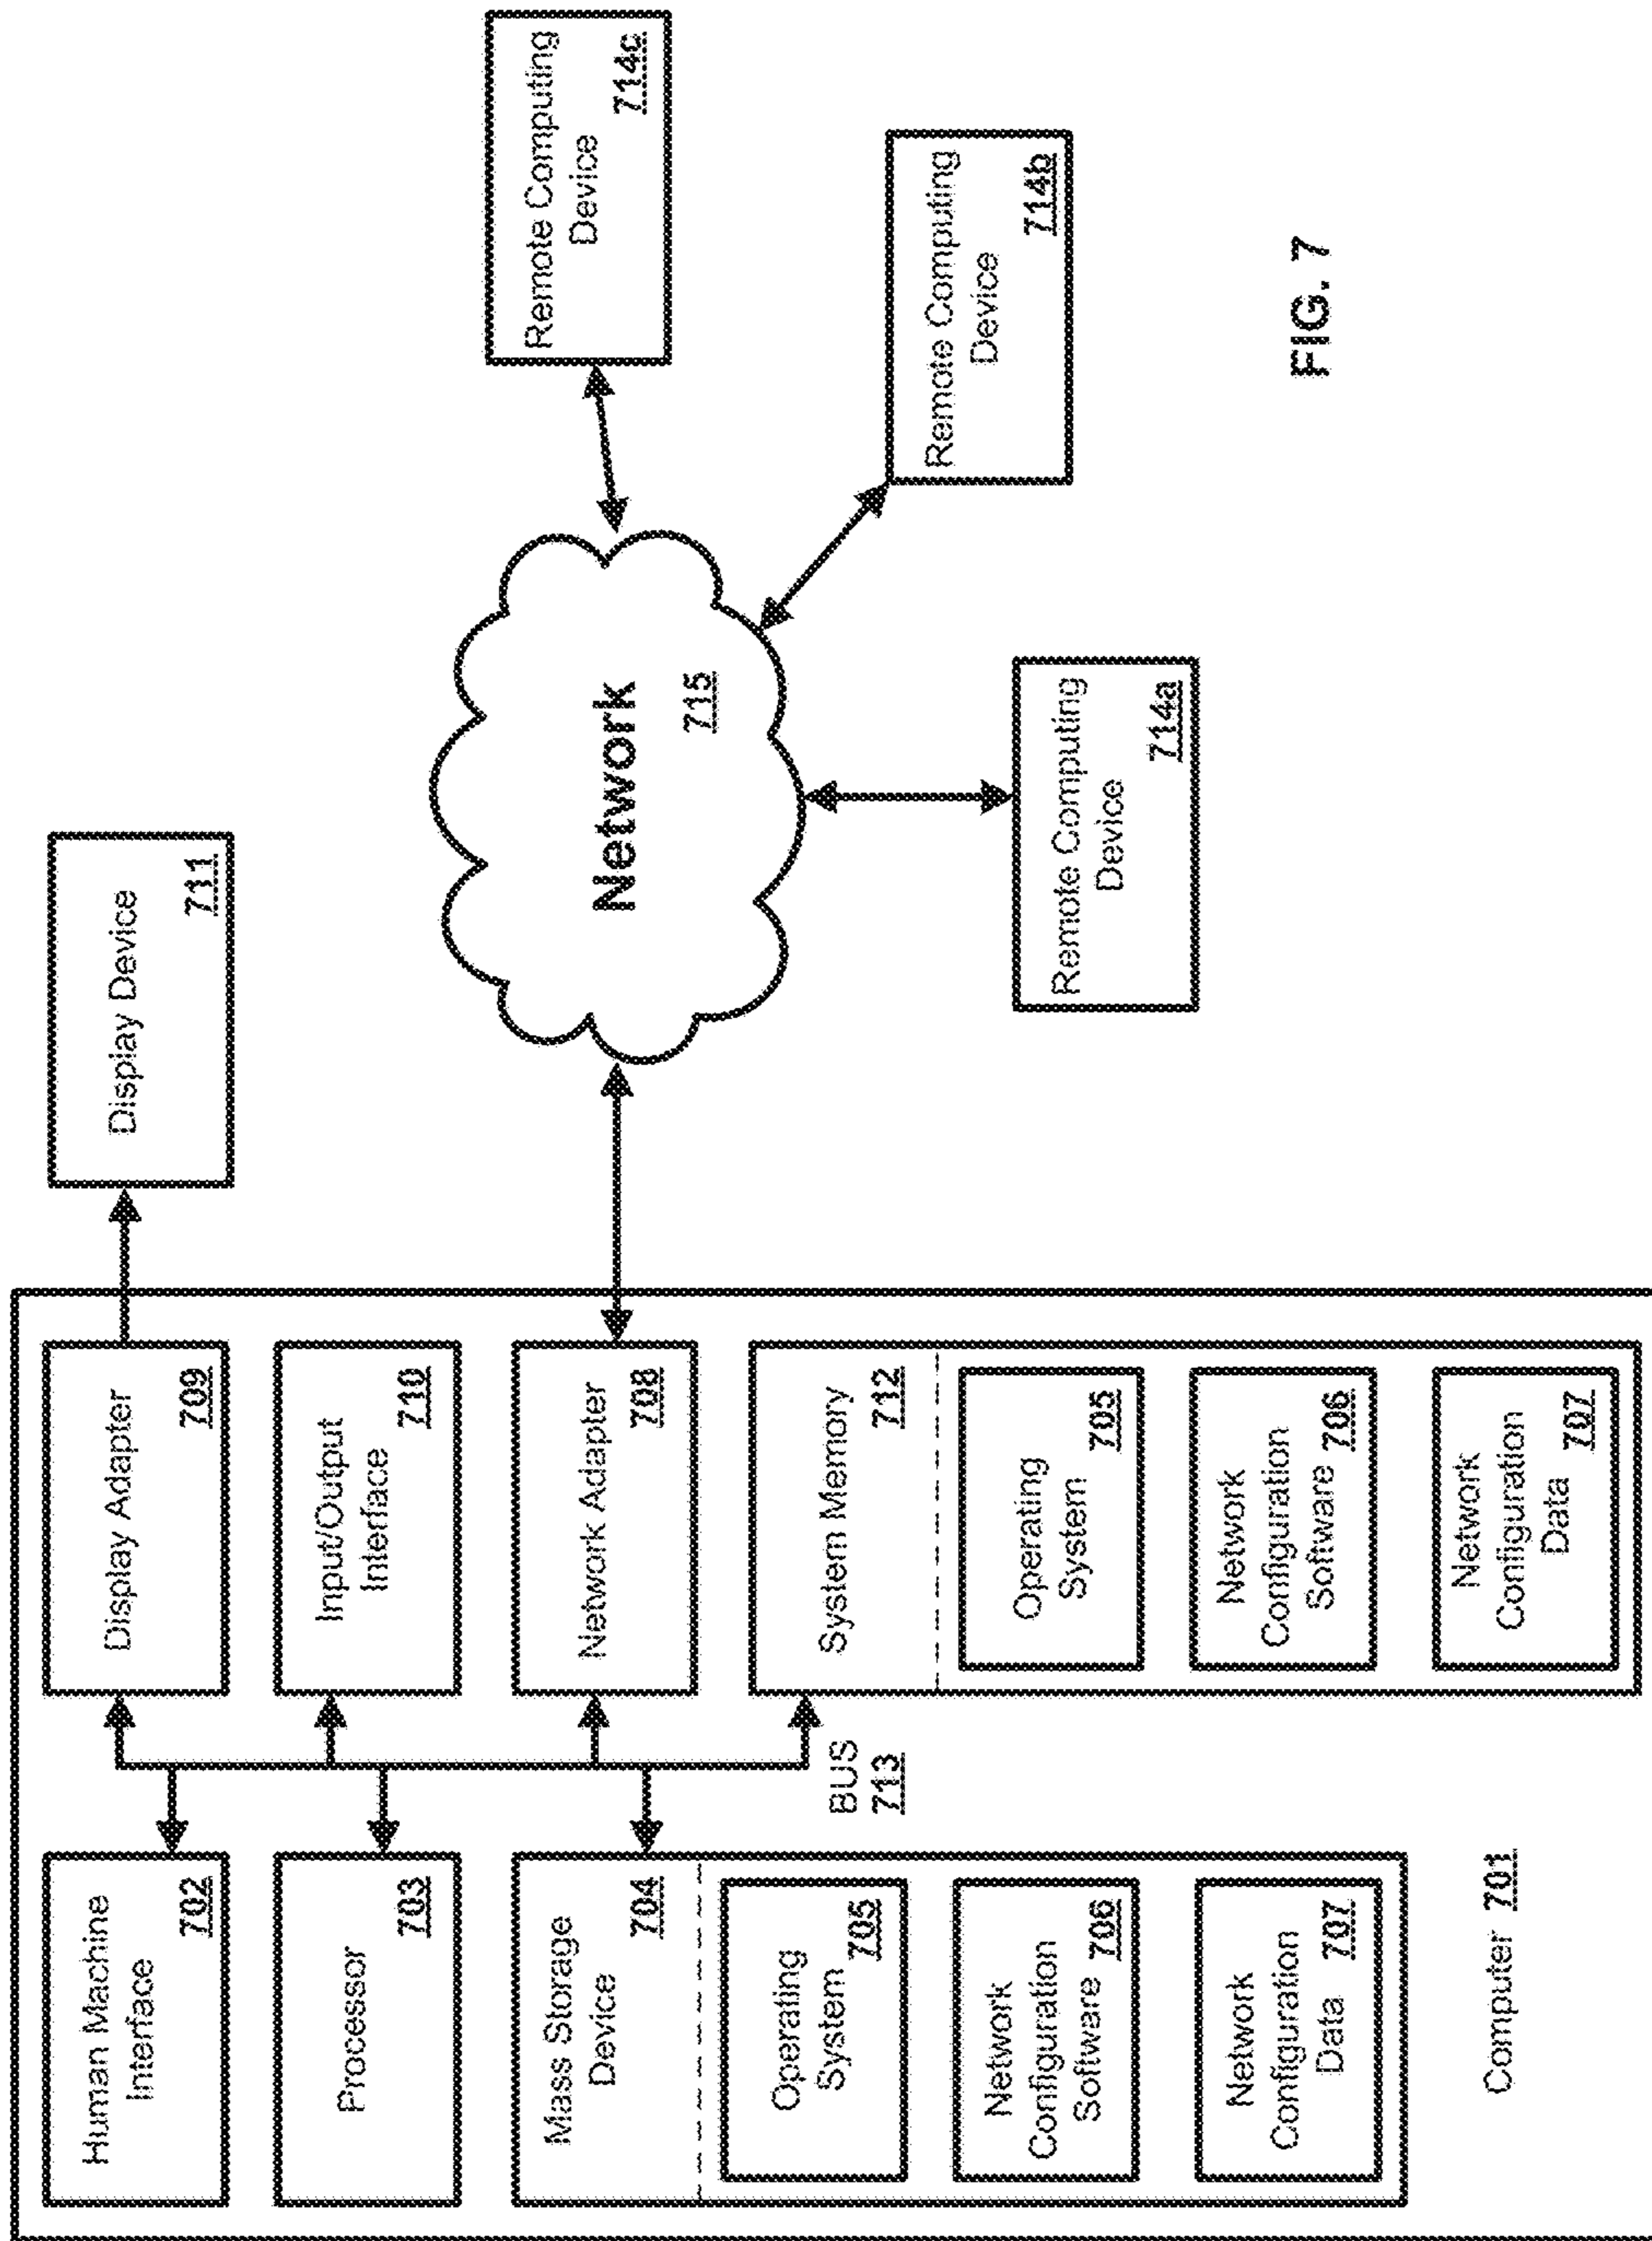 Human Machine
Interface
702
Processor
703
Mass Storage
Device
704
Operating
System
705
Network
Configuration
Software 706
Network
Configuration
Data
707
Computer 701
BUS
713
Display Adapter
709
Input/Output
Interface
710
Network Adapter
708
System Memory
712
Operating
System
705
Network
Configuration
Software 706
Network
Configuration
Data
707
Display Device
711
Network
715
Remote Computing
Device
714a
Remote Computing
Device
714b
Remote Computing
Device
714c
FIG. 7